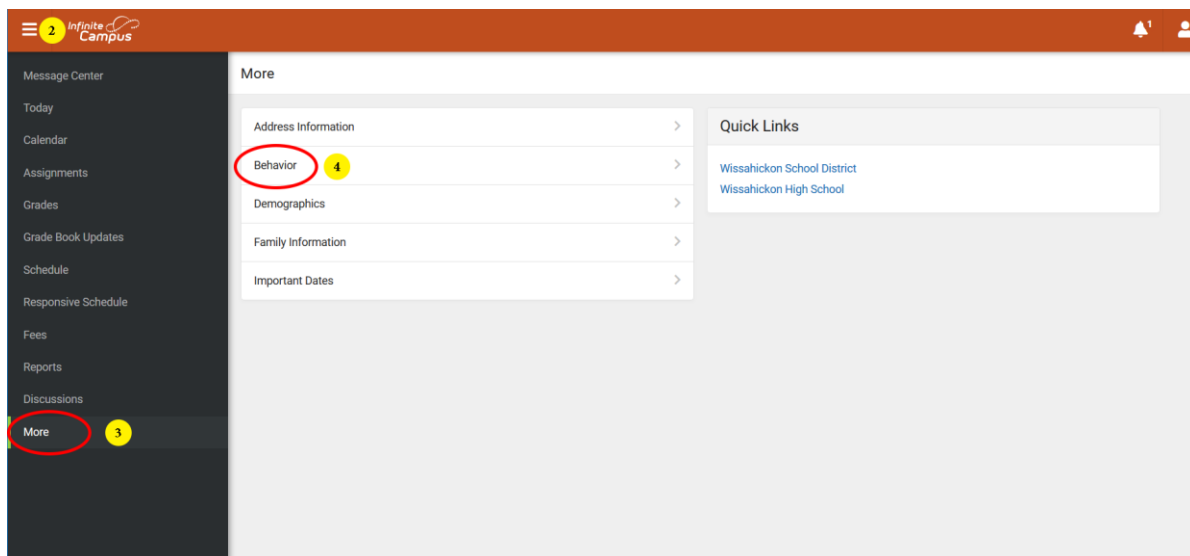 2
Infinite
Campus
1
Message Center
Today
Calendar
Assignments
Grades
Grade Book Updates
Schedule
Responsive Schedule
Fees
Reports
Discussions
More
3
More
Address Information
Behavior
4
Demographics
Family Information
Important Dates
Quick Links
Wissahickon School District
Wissahickon High School